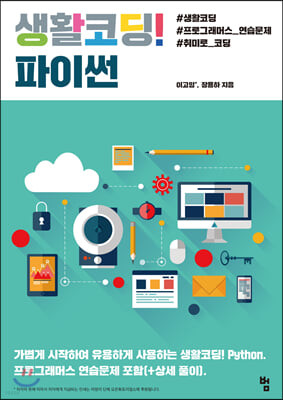 생활코딩!
파이썬
#생활코딩
#프로그래머스_연습문제
#취미로_코딩
이고잉*, 장용하 지음
가볍게 시작하여 유용하게 사용하는 생활코딩! Python.
프로그래머스 연습문제 포함(+상세 풀이).